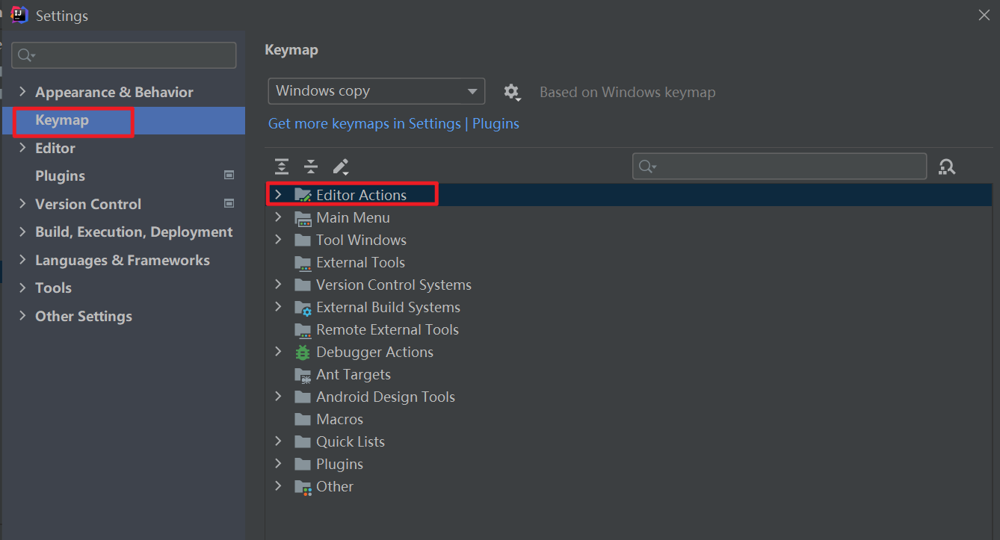 Settings
Appearance & Behavior
Keymap
Editor
Plugins
Version Control
Build, Execution, Deployment
Languages & Frameworks
Tools
Other Settings
Keymap
Windows copy
Based on Windows keymap
Get more keymaps in Settings | Plugins
Editor Actions
Main Menu
Tool Windows
External Tools
Version Control Systems
External Build Systems
Remote External Tools
Debugger Actions
Ant Targets
Android Design Tools
Macros
Quick Lists
Plugins
Other